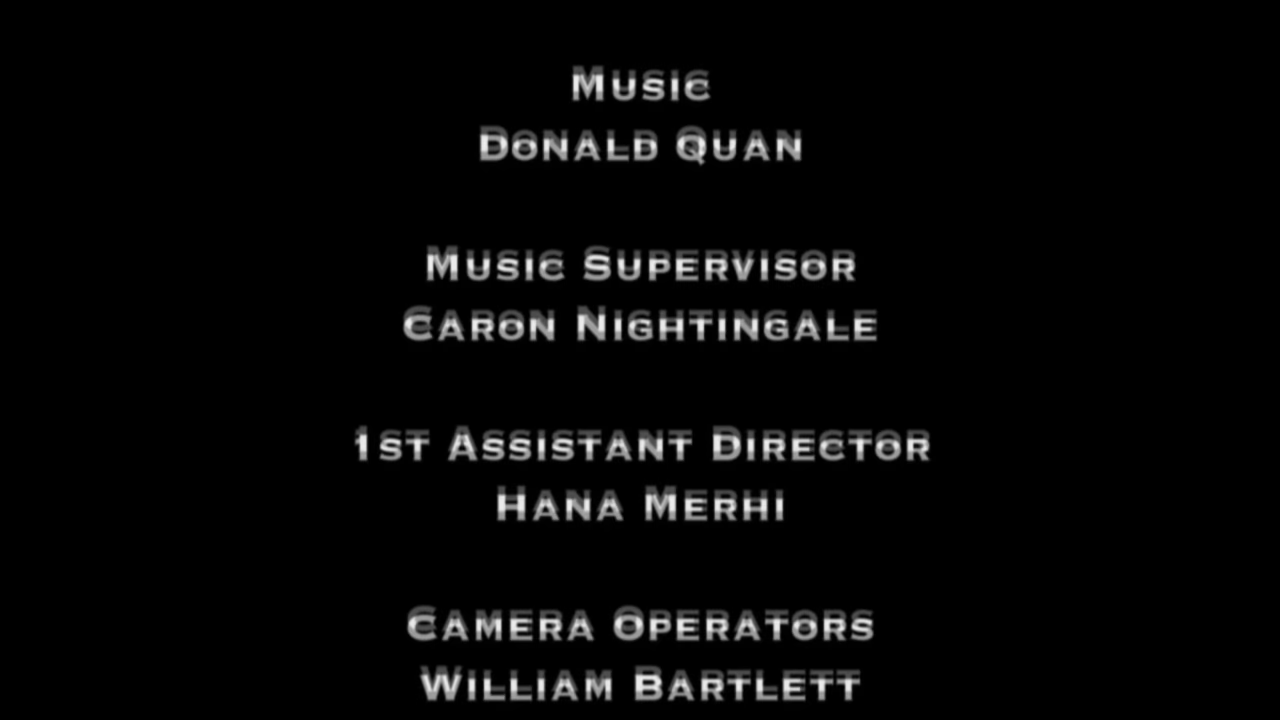 Music
Donald Quan
Music Supervisor
Caron Nightingale
1st Assistant Director
Hana Merhi
Camera Operators
William Bartlett